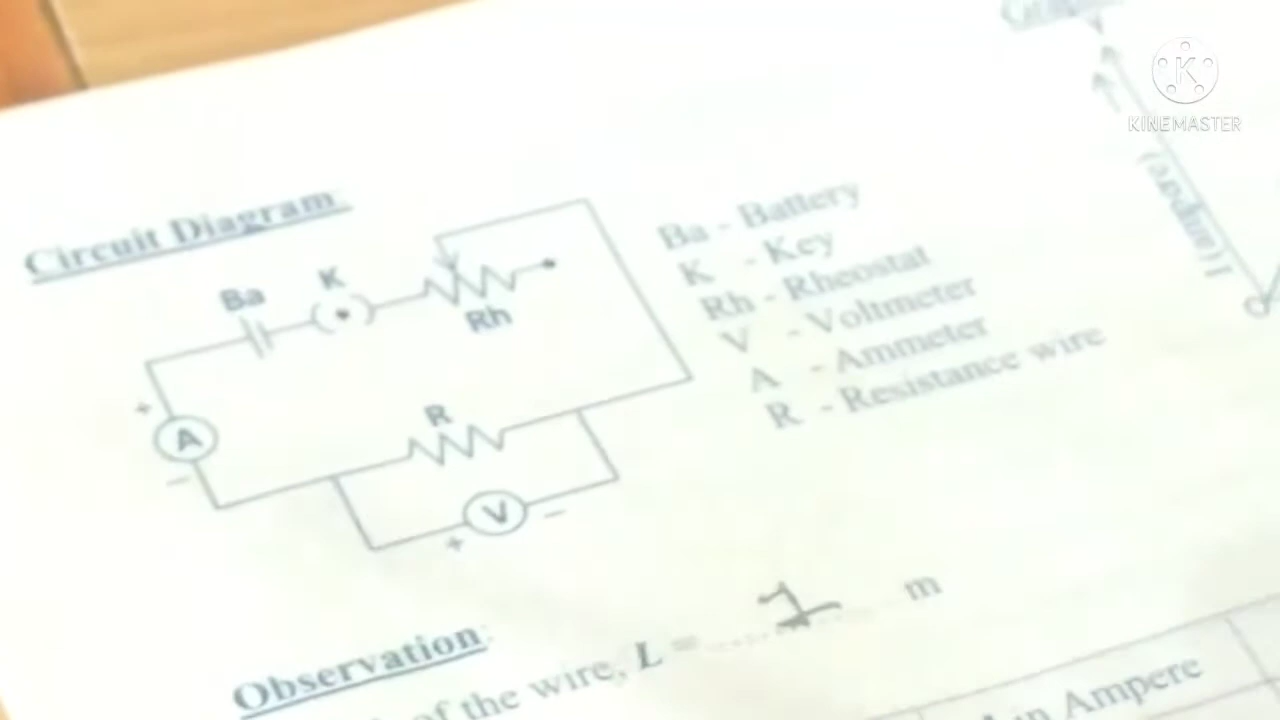 KINEMASTER
Circuit Diagram:
Ba - Battery
K - Key
Rh - Rheostat
V - Voltmeter
A - Ammeter
R - Resistance wire
Ba
K
Rh
+
A
−
R
+
V
−
I (ampare)
Observation:
of the wire, L = 1 m
in Ampere